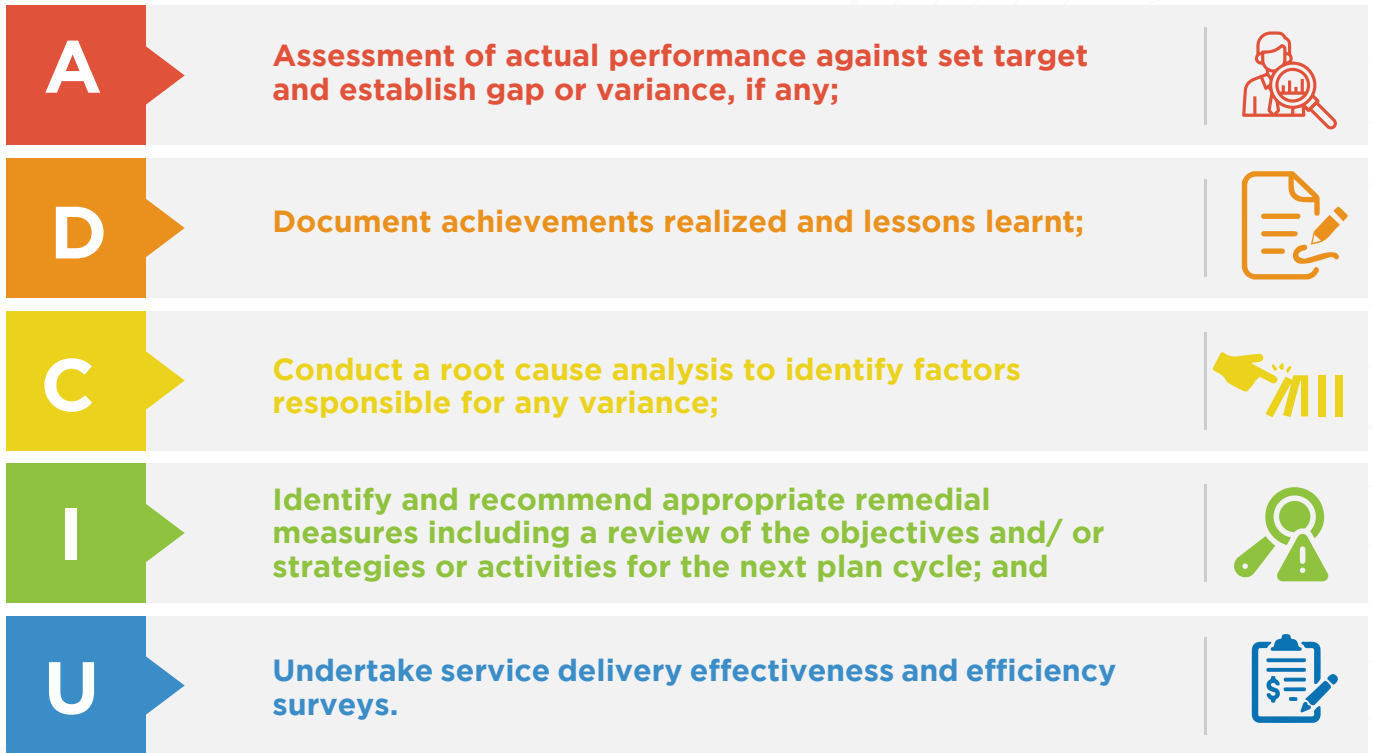 A
Assessment of actual performance against set target
and establish gap or variance, if any;
D
Document achievements realized and lessons learnt;
C
Conduct a root cause analysis to identify factors
responsible for any variance;
I
Identify and recommend appropriate remedial
measures including a review of the objectives and/ or
strategies or activities for the next plan cycle; and
U
Undertake service delivery effectiveness and efficiency
surveys.
$